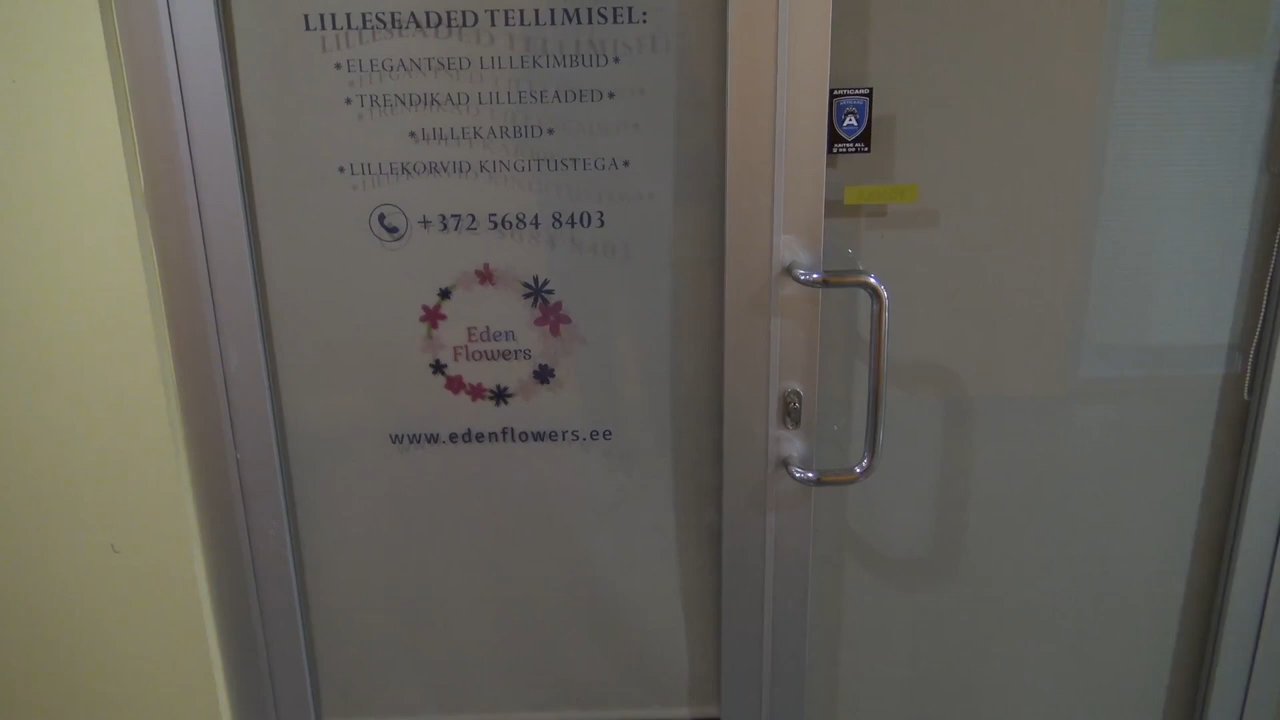 LILLESEADED TELLIMISEL:
*ELEGANTSED LILLEKIMBUD*
*TRENDIKAD LILLESEADED*
*LILLEKARBID*
*LILLEKORVID KINGITUSTEGA*
+372 5684 8403
Eden
Flowers
www.edenflowers.ee
ARTICARD
A